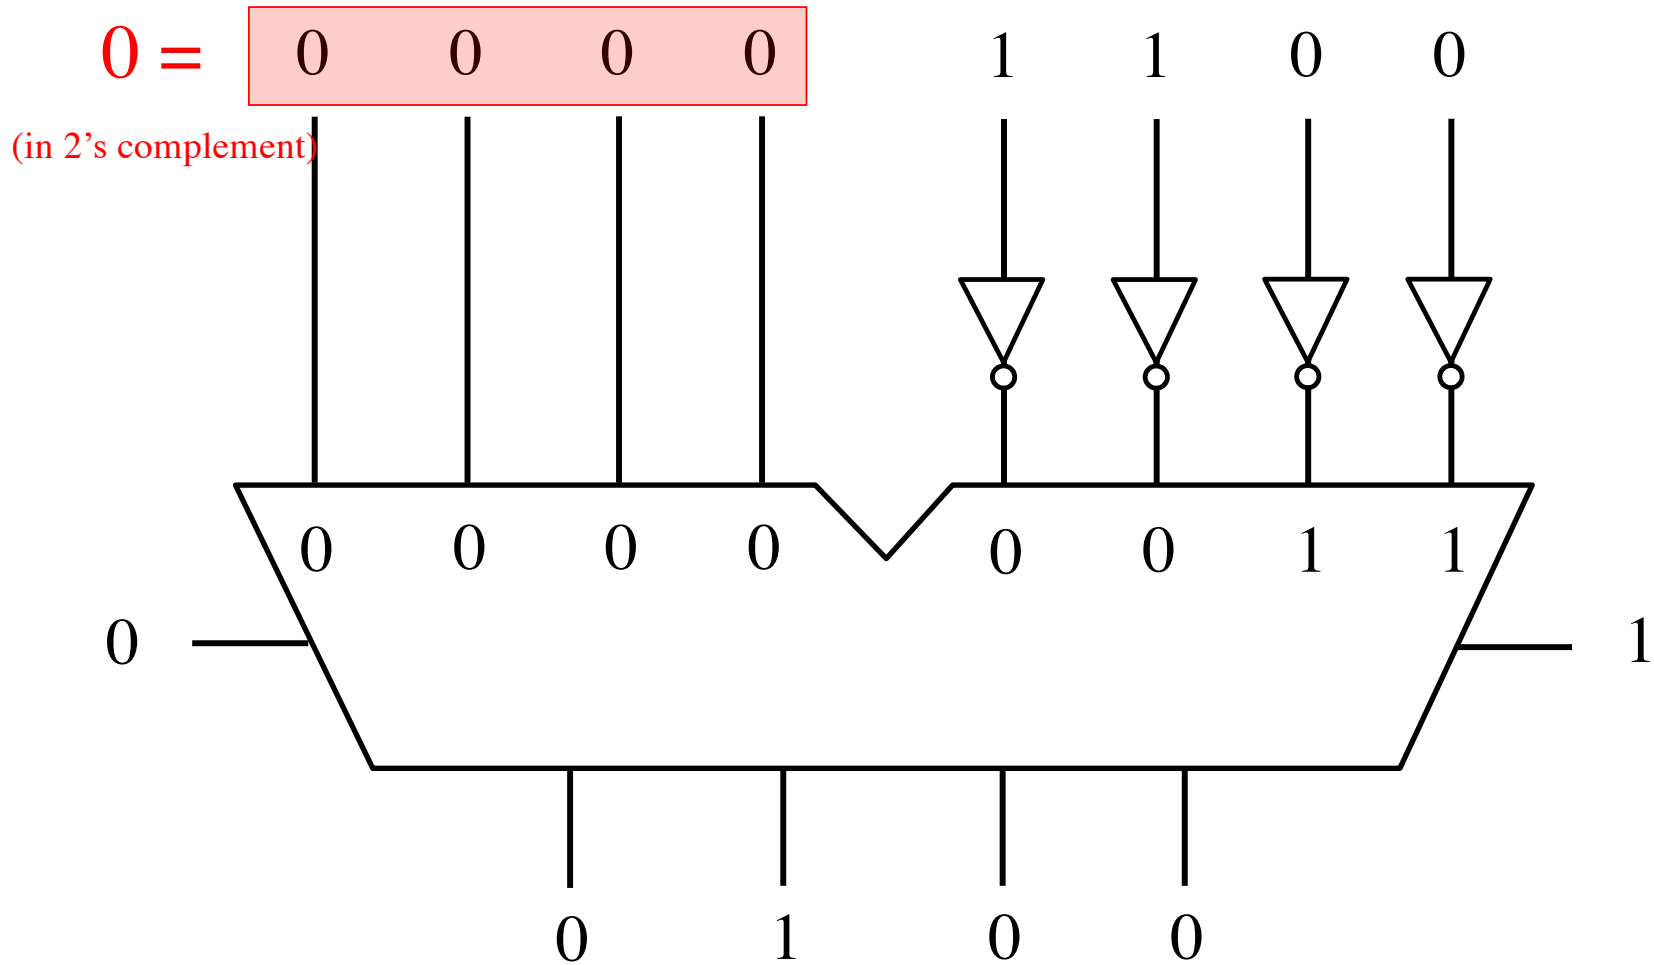 0 = 0 0 0 0 1 1 0 0
(in 2’s complement)
0 0 0 0 0 0 1 1
0 1
0 1 0 0